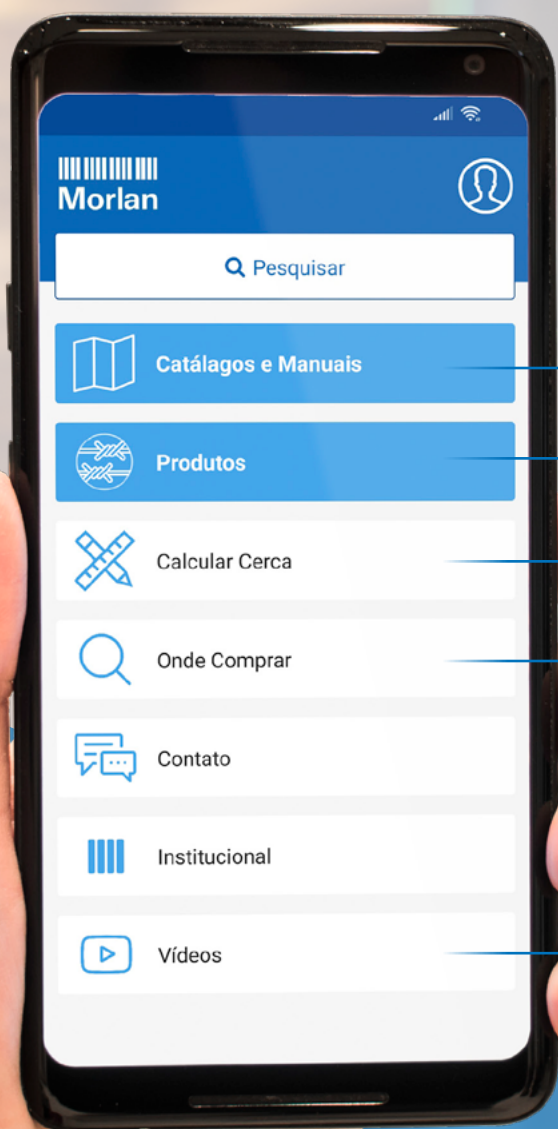 Morlan
Pesquisar
Catálagos e Manuais
Produtos
Calcular Cerca
Onde Comprar
Contato
Institucional
Vídeos